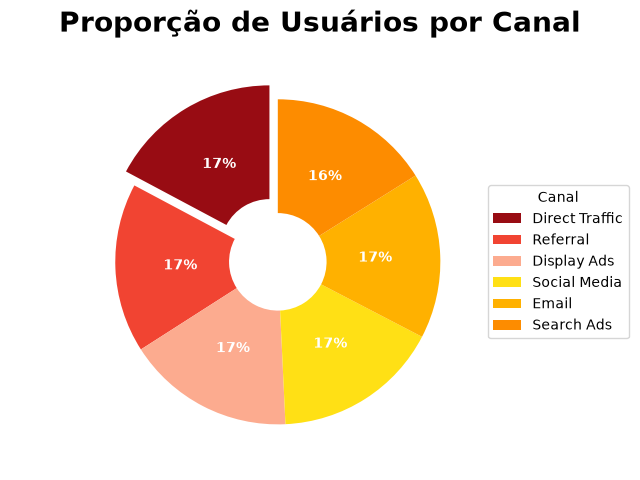 Proporção de Usuários por Canal
17%
16%
17%
17%
17%
17%
Canal
Direct Traffic
Referral
Display Ads
Social Media
Email
Search Ads